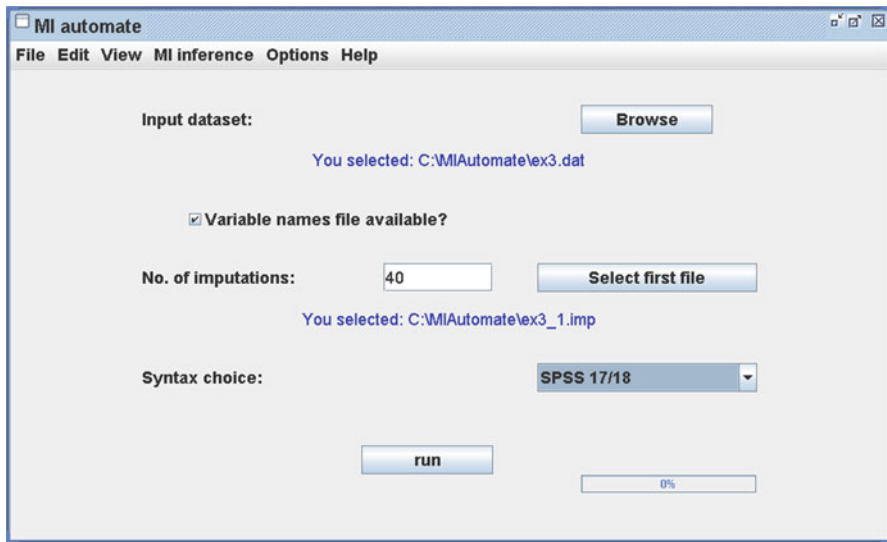 MI automate
File Edit View MI inference Options Help
Input dataset: Browse
You selected: C:\MIAutomate\ex3.dat
Variable names file available?
No. of imputations: 40 Select first file
You selected: C:\MIAutomate\ex3_1.imp
Syntax choice: SPSS 17/18
run
0%